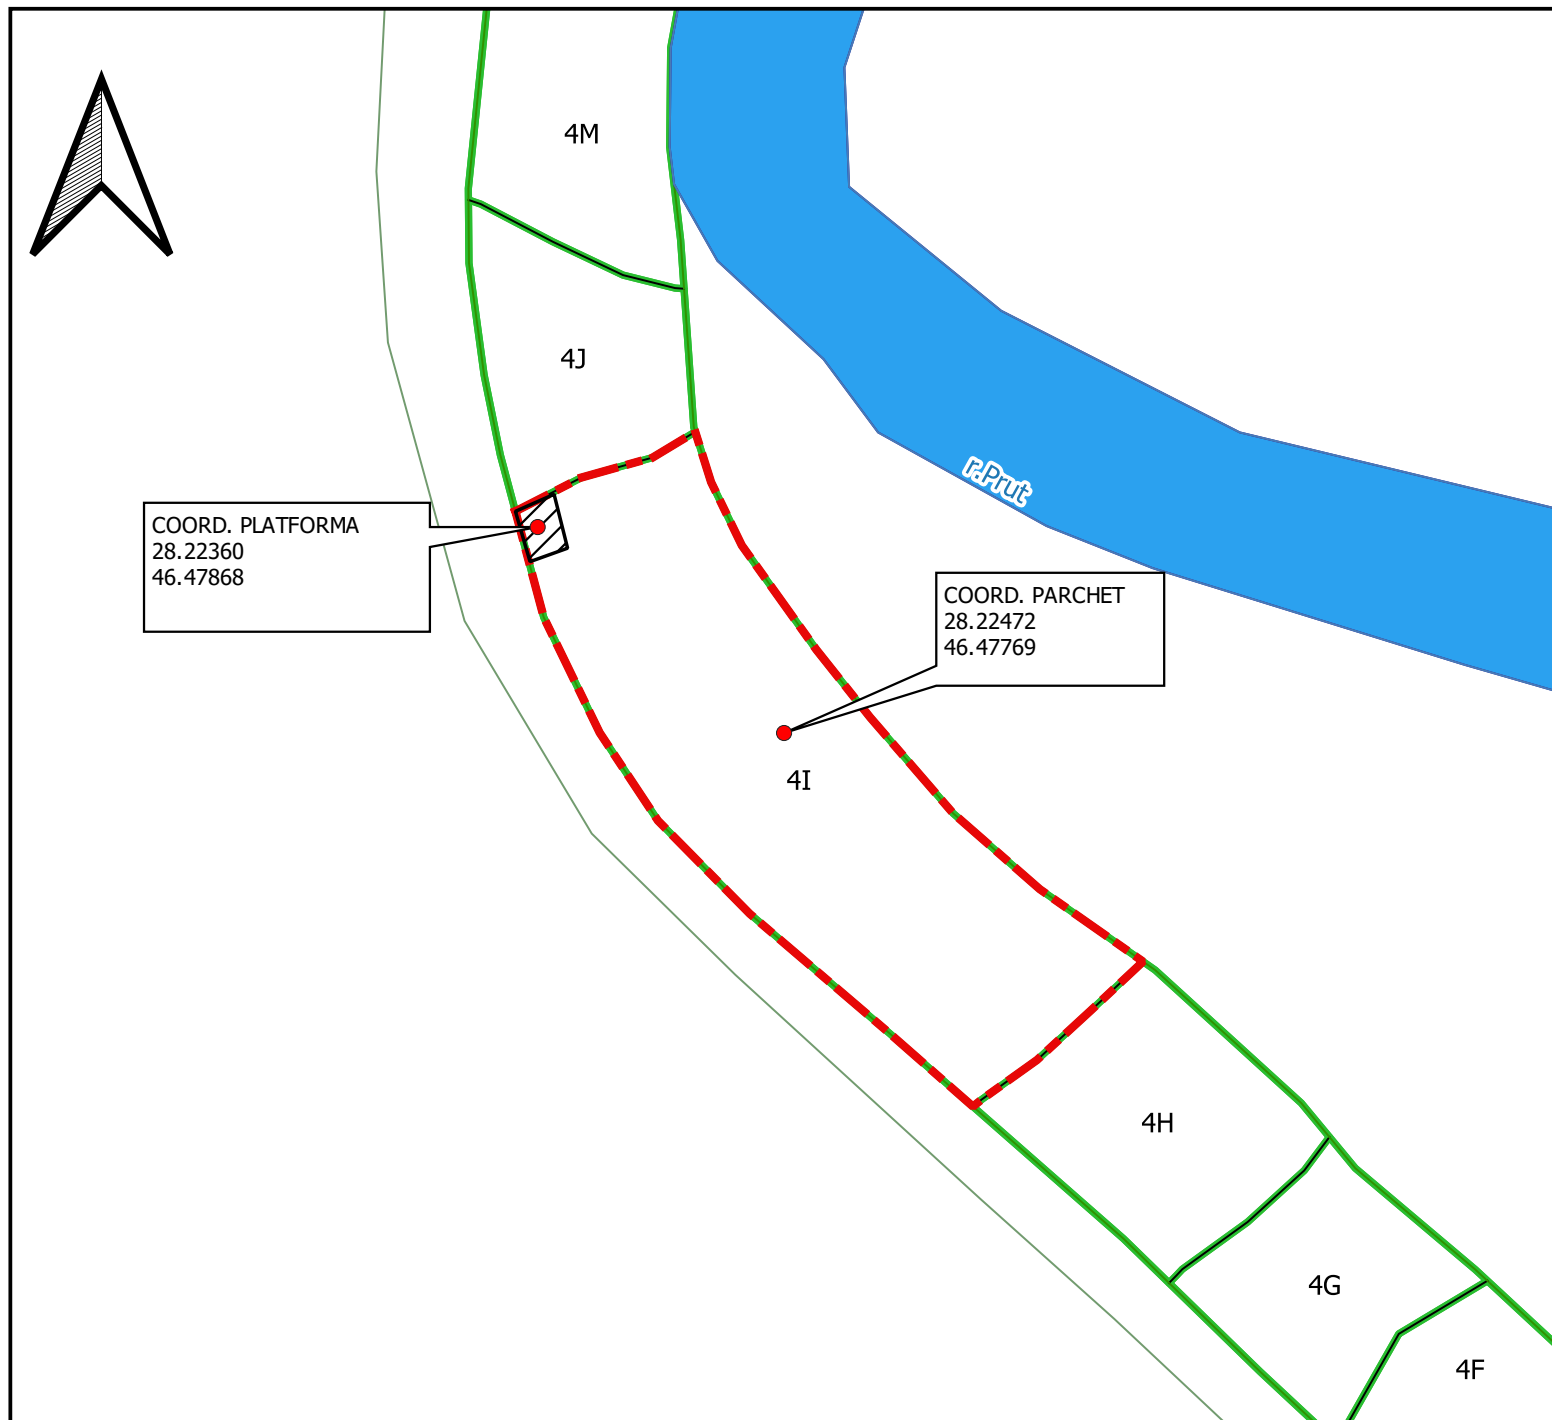 4M
4J
r.Prut
COORD. PLATFORMA
28.22360
46.47868
COORD. PARCHET
28.22472
46.47769
4I
4H
4G
4F